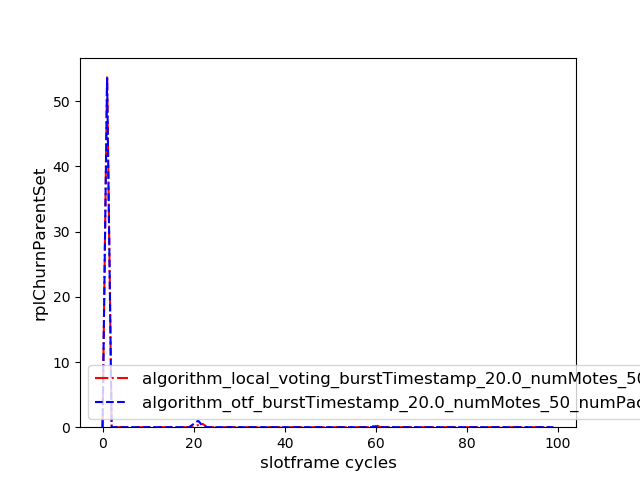 50
40
30
20
10
0
rplChurnParentSet
algorithm_local_voting_burstTimestamp_20.0_numMotes_50
algorithm_otf_burstTimestamp_20.0_numMotes_50_numPac
0 20 40 60 80 100
slotframe cycles